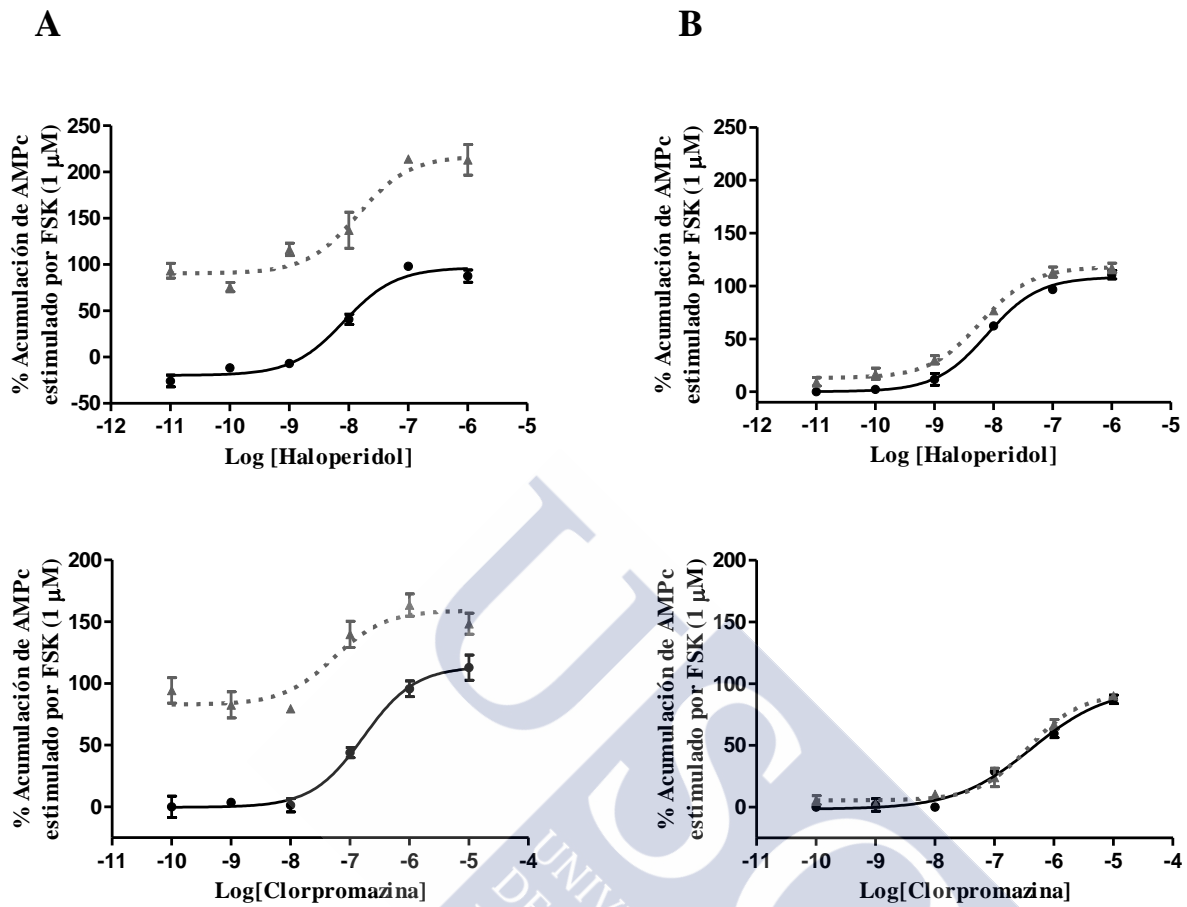 A
B
% Acumulación de AMPc
estimulado por FSK (1 µM)
250
200
150
100
50
0
-50
-12 -11 -10 -9 -8 -7 -6 -5
Log [Haloperidol]
% Acumulación de AMPc
estimulado por FSK (1 µM)
250
200
150
100
50
0
-12 -11 -10 -9 -8 -7 -6 -5
Log [Haloperidol]
% Acumulación de AMPc
estimulado por FSK (1 µM)
200
150
100
50
0
-11 -10 -9 -8 -7 -6 -5 -4
Log[Clorpromazina]
% Acumulación de AMPc
estimulado por FSK (1 µM)
200
150
100
50
0
-11 -10 -9 -8 -7 -6 -5 -4
Log[Clorpromazina]
USC